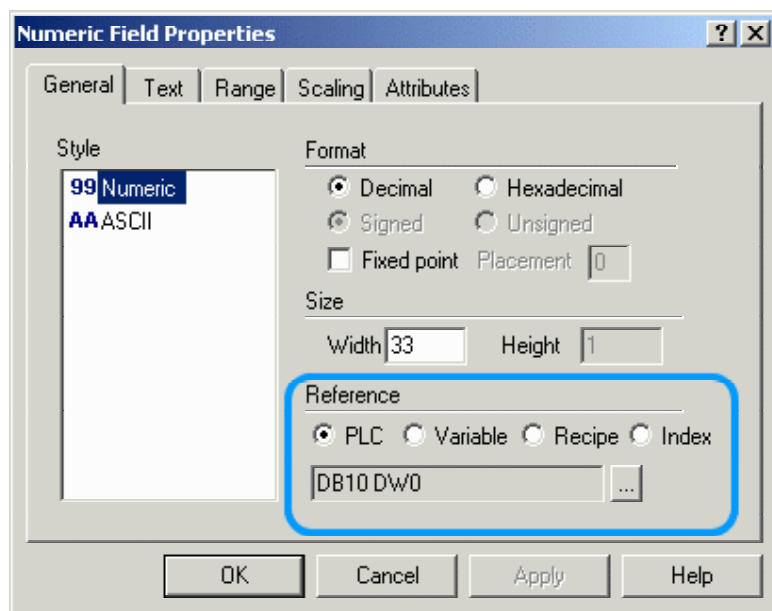 Numeric Field Properties
General Text Range Scaling Attributes
Style
99 Numeric
AA ASCII
Format
Decimal Hexadecimal
Signed Unsigned
Fixed point Placement 0
Size
Width 33 Height 1
Reference
PLC Variable Recipe Index
DB10 DW0 ...
OK Cancel Apply Help